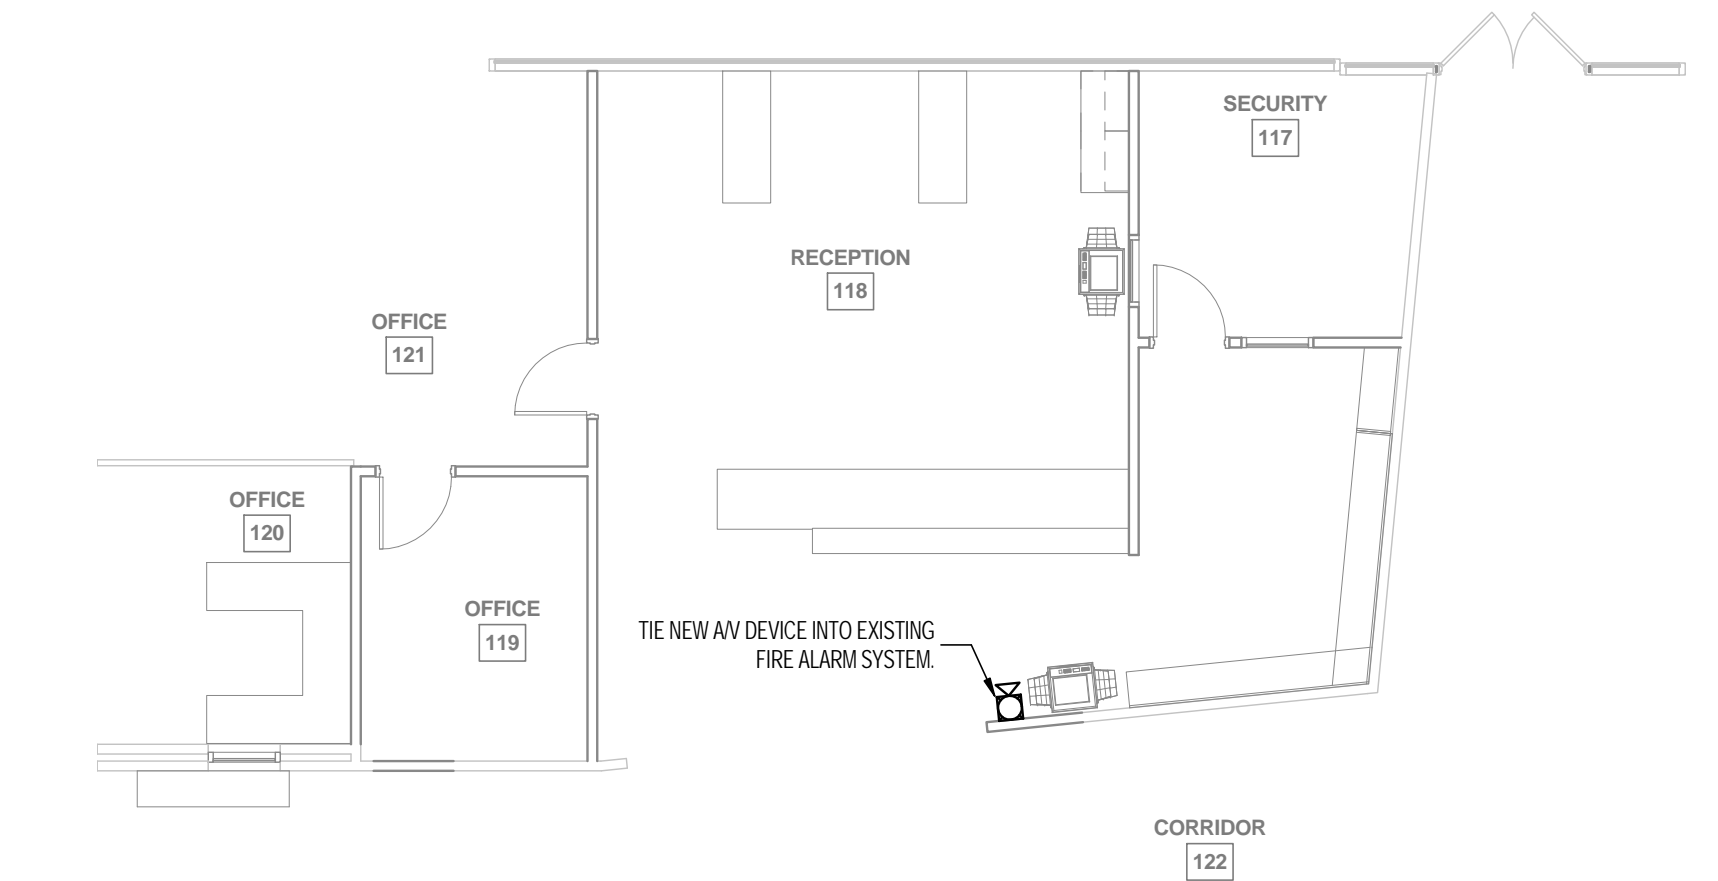 SECURITY
117
RECEPTION
118
OFFICE
121
OFFICE
120
OFFICE
119
TIE NEW A/V DEVICE INTO EXISTING
FIRE ALARM SYSTEM.
CORRIDOR
122